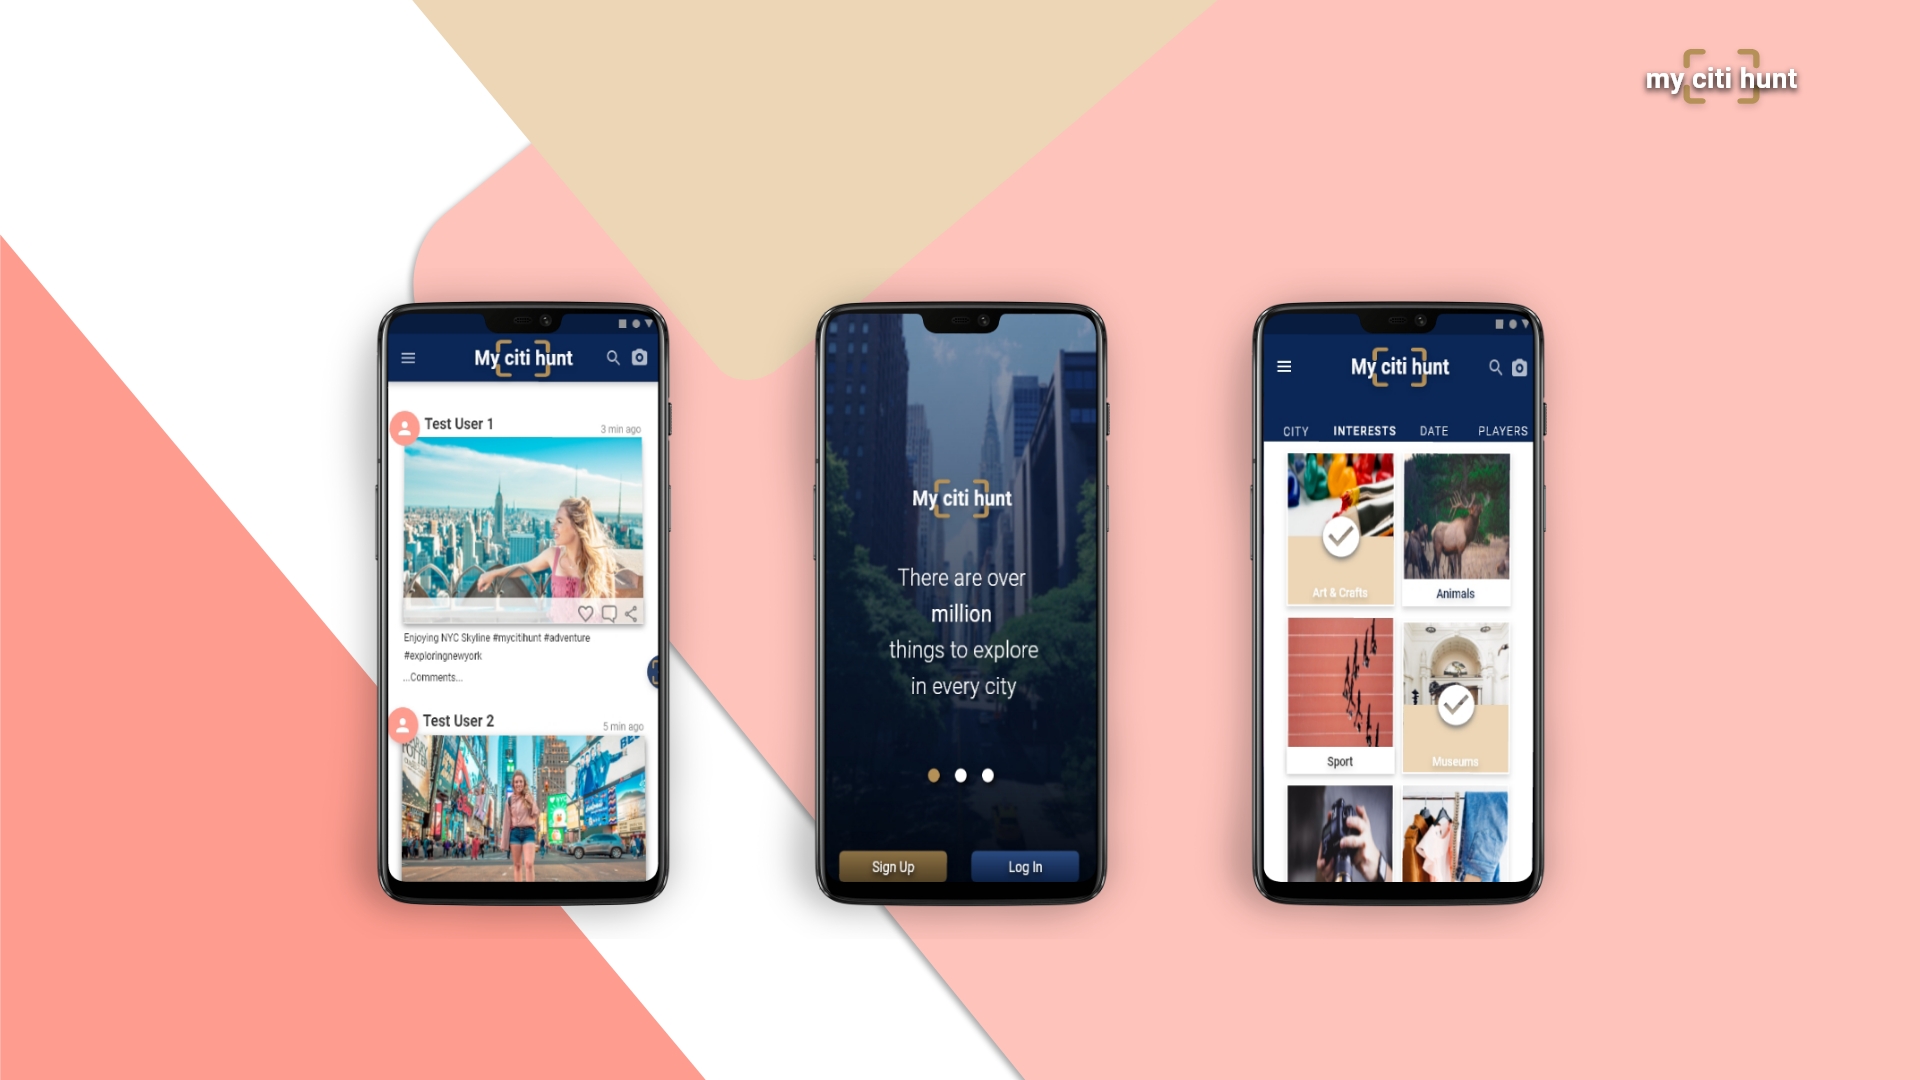 my citi hunt
My citi hunt
Test User 1
3 min ago
Enjoying NYC Skyline #mycitihunt #adventure
#exploringnewyork
...Comments...
Test User 2
5 min ago
My citi hunt
There are over
million
things to explore
in every city
Sign Up
Log In
My citi hunt
CITY
INTERESTS
DATE
PLAYERS
Art & Crafts
Animals
Sport
Museums